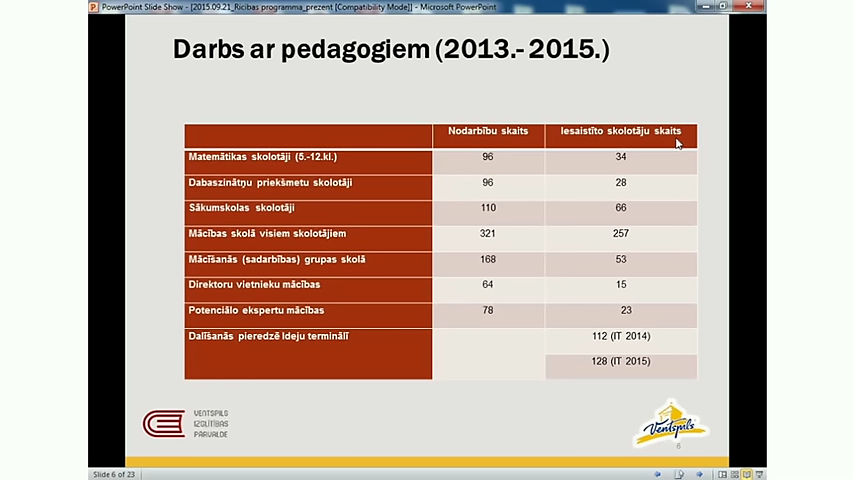 PowerPoint Slide Show - [2015.09.21_Ricibas programma_prezent [Compatibility Mode]] - Microsoft PowerPoint
Darbs ar pedagogiem (2013.- 2015.)
Nodarbību skaits Iesaistīto skolotāju skaits
Matemātikas skolotāji (5.-12.kl.) 96 34
Dabaszinātņu priekšmetu skolotāji 96 28
Sākumskolas skolotāji 110 66
Mācības skolā visiem skolotājiem 321 257
Mācīšanās (sadarbības) grupas skolā 168 53
Direktoru vietnieku mācības 64 15
Potenciālo ekspertu mācības 78 23
Dalīšanās pieredzē Ideju terminālī 112 (IT 2014)
128 (IT 2015)
VENTSPILS
IZGLĪTĪBAS
PĀRVALDE
Ventspils
6
Slide 6 of 23